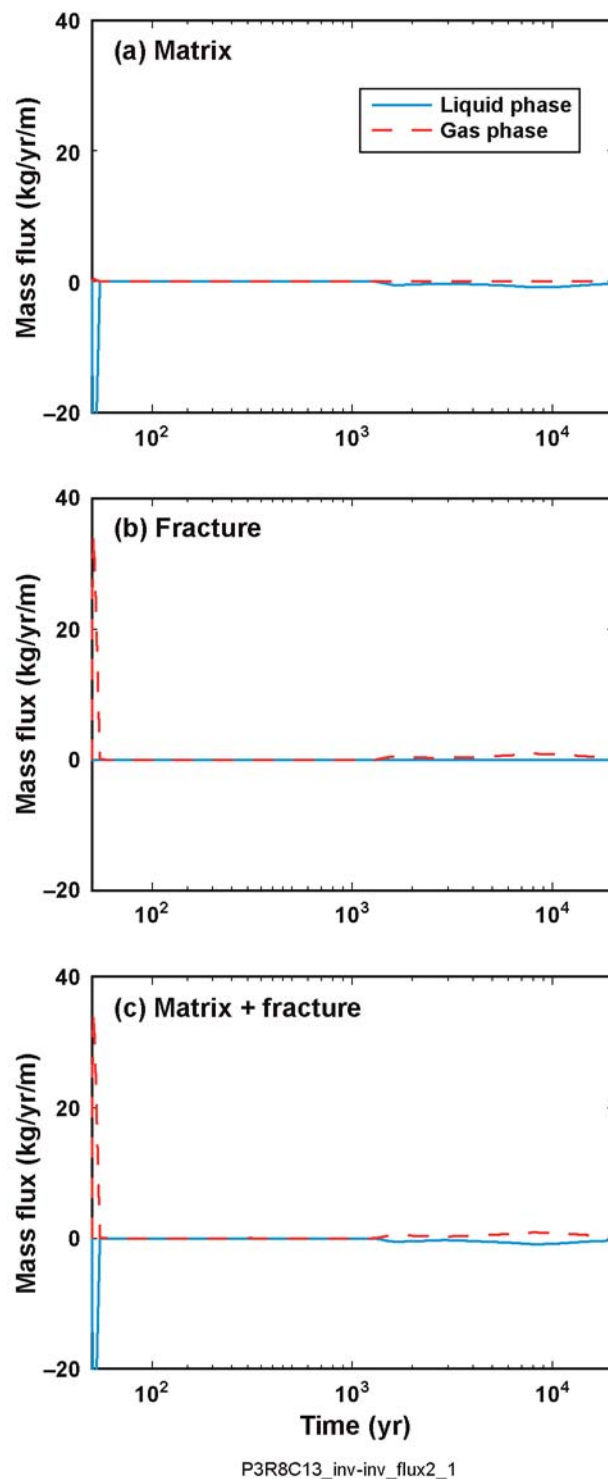 (a) Matrix
Liquid phase
Gas phase
Mass flux (kg/yr/m)
40
20
0
–20
10²
10³
10⁴
(b) Fracture
Mass flux (kg/yr/m)
40
20
0
–20
10²
10³
10⁴
(c) Matrix + fracture
Mass flux (kg/yr/m)
40
20
0
–20
10²
10³
10⁴
Time (yr)
P3R8C13_inv-inv_flux2_1